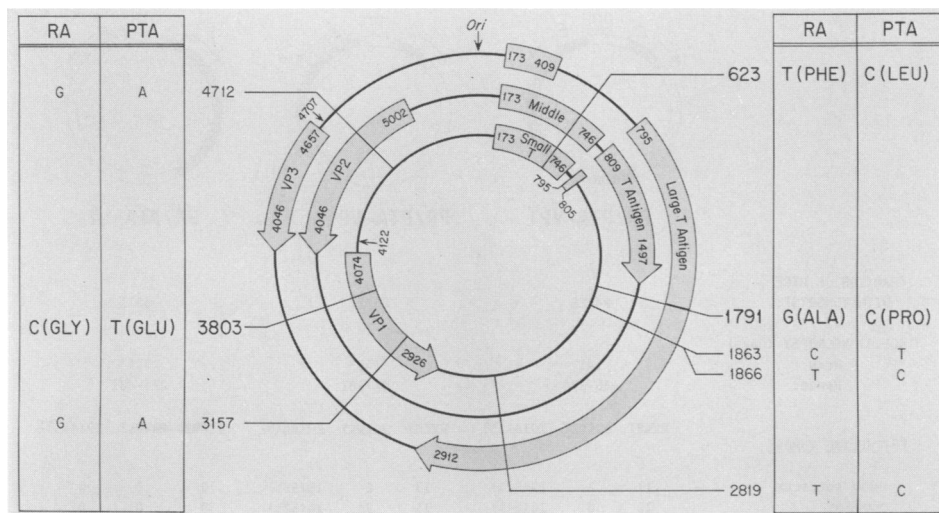 RA PTA
G A 4712
C(GLY) T(GLU) 3803
G A 3157
Ori
173 409
173 Middle 746
173 Small T 746
795
805
809 T Antigen 1497
795 Large T Antigen 2912
5002 VP2 4046
4707
4657 VP3 4046
4122
4074 VP1 2926
RA PTA
623 T(PHE) C(LEU)
1791 G(ALA) C(PRO)
1863 C T
1866 T C
2819 T C